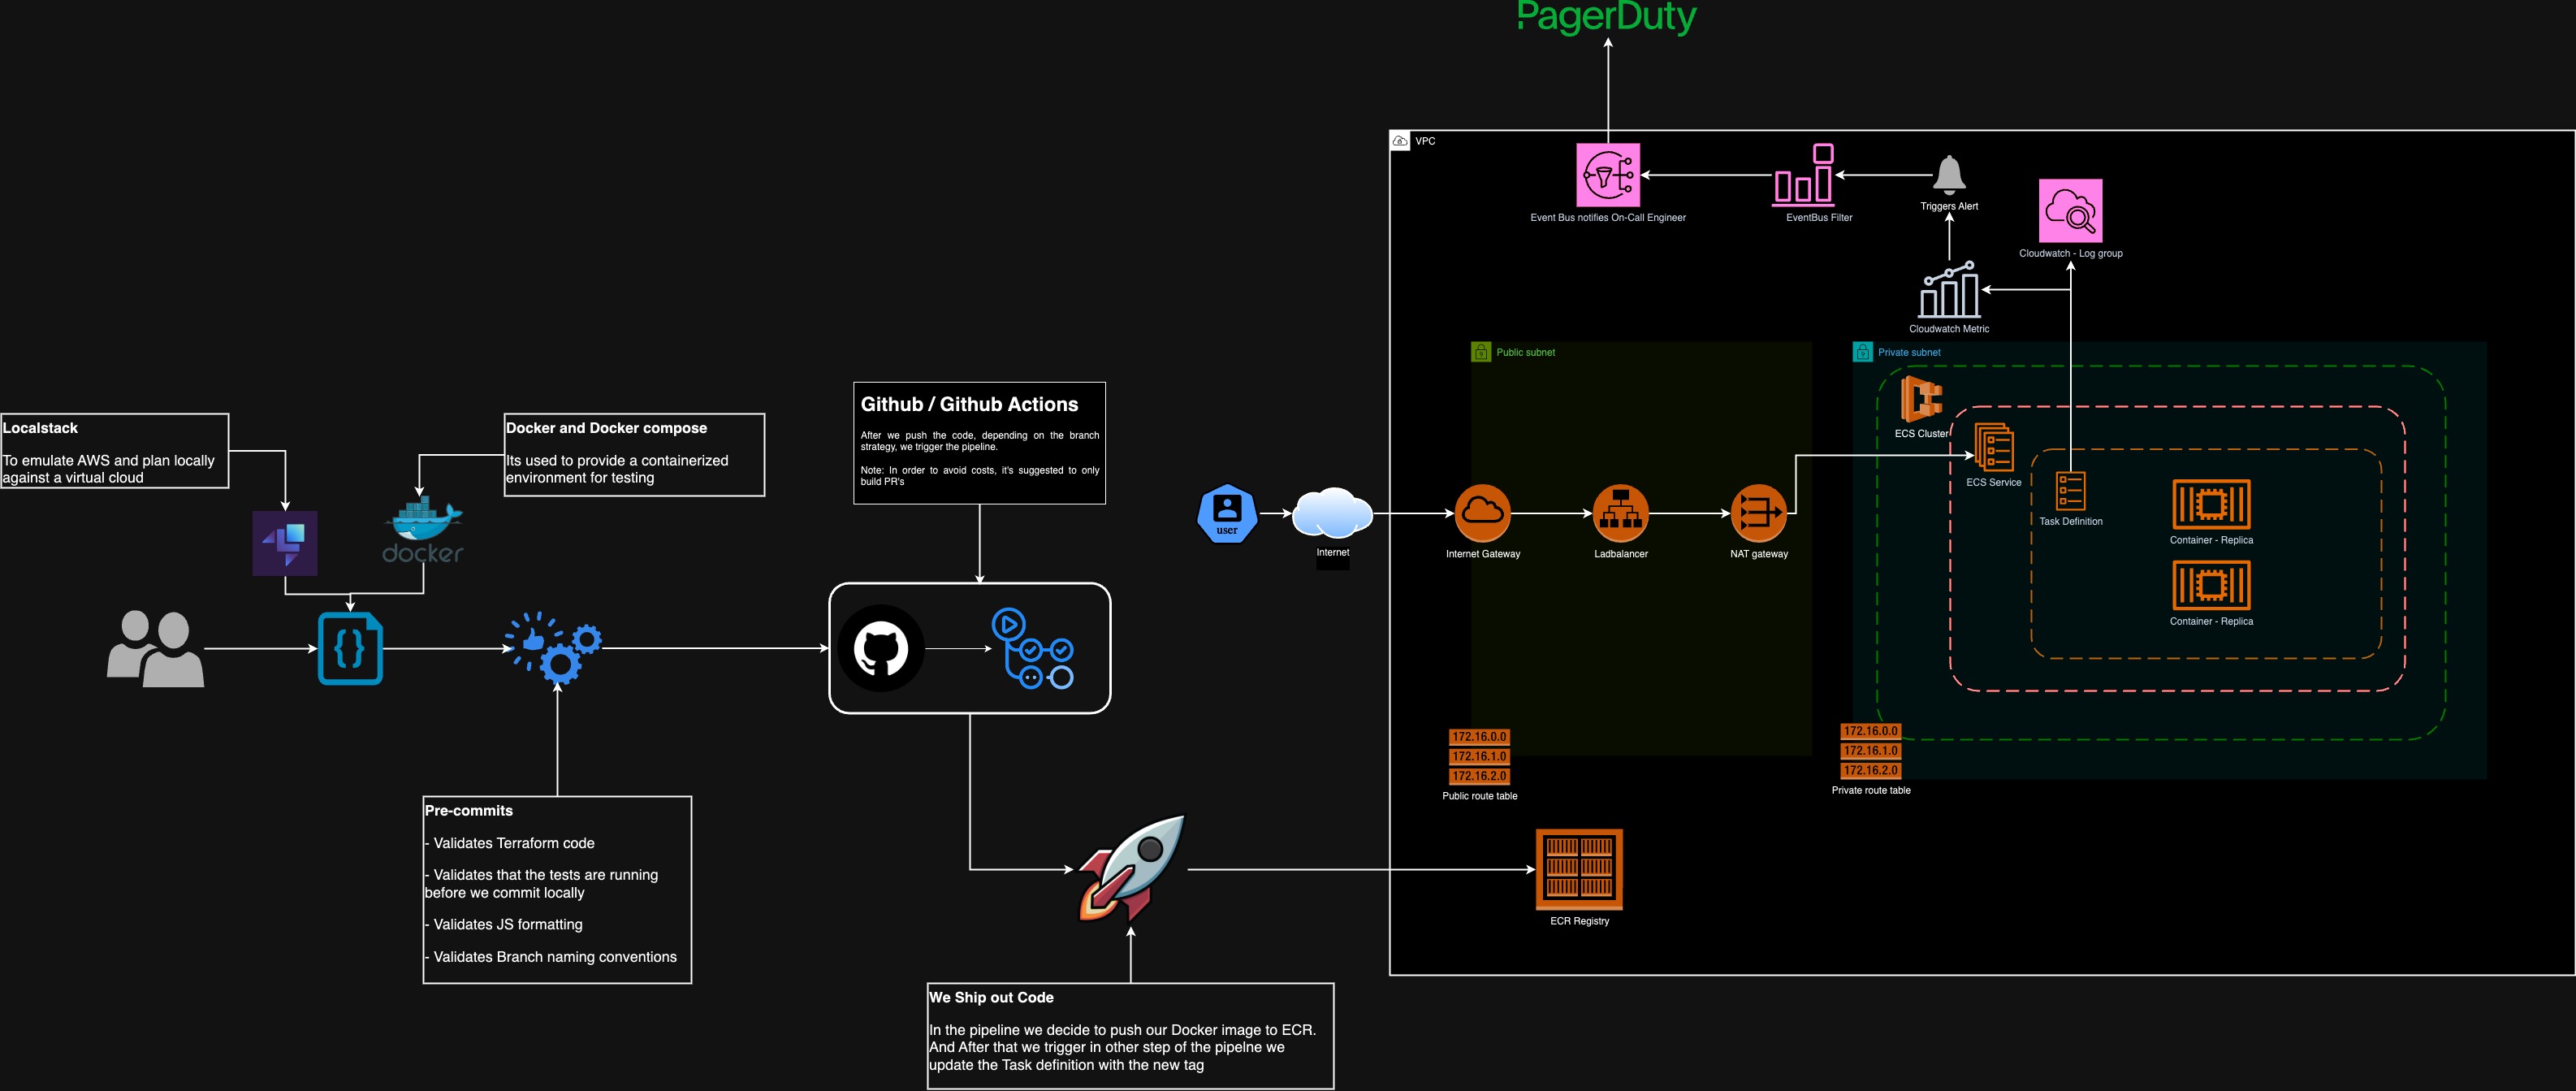 PagerDuty
VPC
Event Bus notifies On-Call Engineer
EventBus Filter
Triggers Alert
Cloudwatch - Log group
Cloudwatch Metric
Public subnet
Private subnet
ECS Cluster
ECS Service
Task Definition
Container - Replica
Container - Replica
Localstack
To emulate AWS and plan locally
against a virtual cloud
Docker and Docker compose
Its used to provide a containerized
environment for testing
docker
Github / Github Actions
After we push the code, depending on the branch
strategy, we trigger the pipeline.
Note: In order to avoid costs, it's suggested to only
build PR's
user
Internet
Internet Gateway
Ladbalancer
NAT gateway
172.16.0.0
172.16.1.0
172.16.2.0
Public route table
172.16.0.0
172.16.1.0
172.16.2.0
Private route table
Pre-commits
- Validates Terraform code
- Validates that the tests are running
before we commit locally
- Validates JS formatting
- Validates Branch naming conventions
ECR Registry
We Ship out Code
In the pipeline we decide to push our Docker image to ECR.
And After that we trigger in other step of the pipelne we
update the Task definition with the new tag